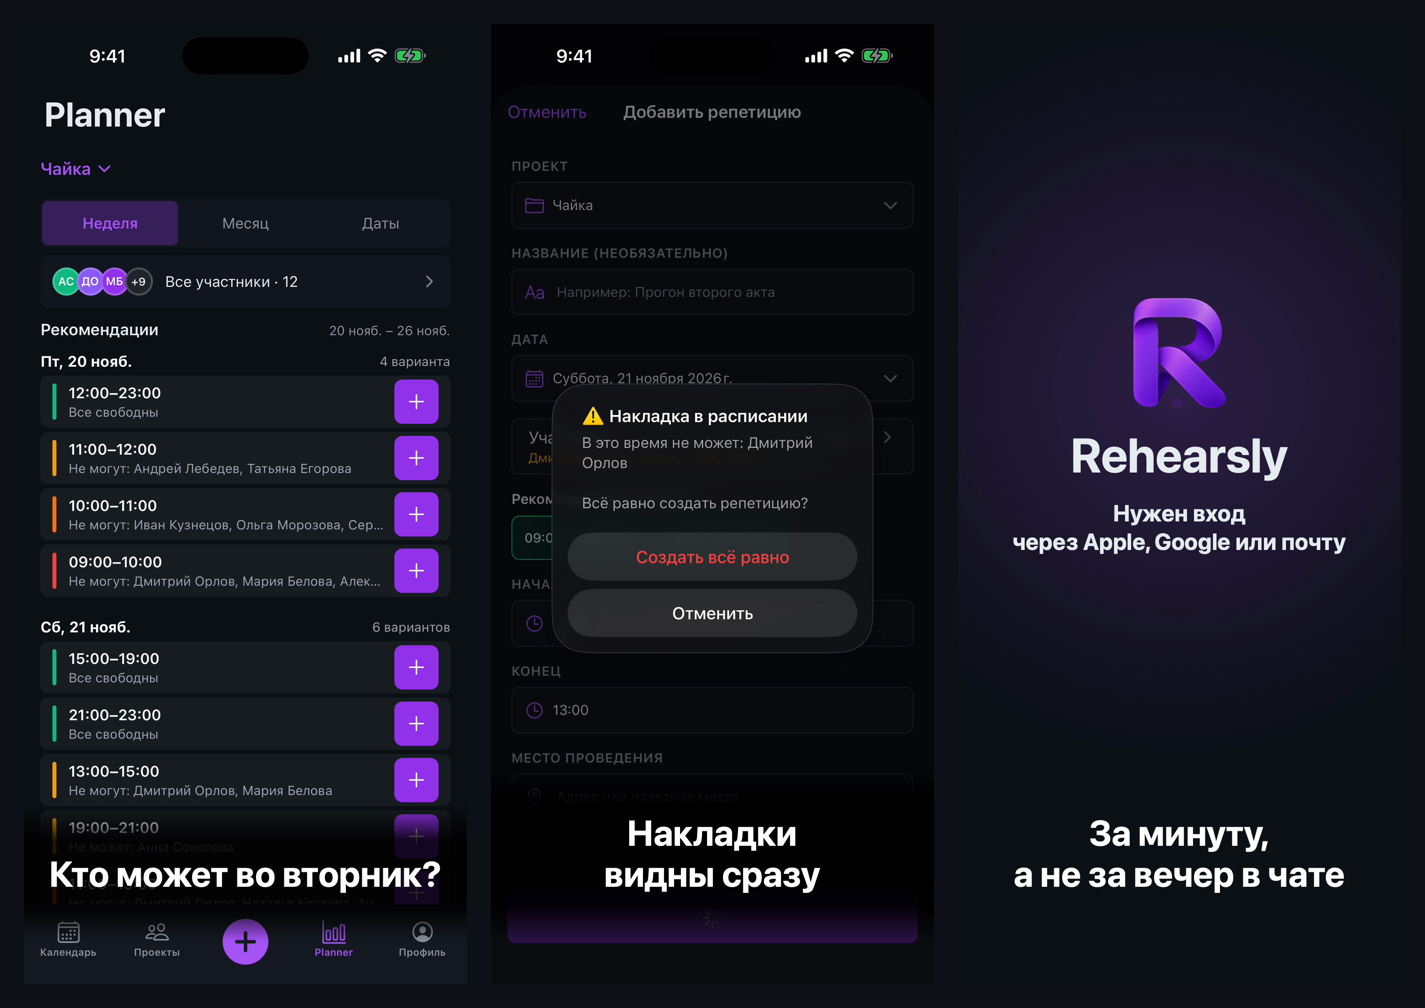 9:41
Planner
Чайка
Неделя
Месяц
Даты
АС ДО МБ +9
Все участники · 12
Рекомендации
20 нояб. – 26 нояб.
Пт, 20 нояб.
4 варианта
12:00–23:00
Все свободны
11:00–12:00
Не могут: Андрей Лебедев, Татьяна Егорова
10:00–11:00
Не могут: Иван Кузнецов, Ольга Морозова, Сер...
09:00–10:00
Не могут: Дмитрий Орлов, Мария Белова, Алек...
Сб, 21 нояб.
6 вариантов
15:00–19:00
Все свободны
21:00–23:00
Все свободны
13:00–15:00
Не могут: Дмитрий Орлов, Мария Белова
19:00–21:00
Не может: Анна Соколова
Кто может во вторник?
Календарь
Проекты
Planner
Профиль
9:41
Отменить
Добавить репетицию
ПРОЕКТ
Чайка
НАЗВАНИЕ (НЕОБЯЗАТЕЛЬНО)
Aa
Например: Прогон второго акта
ДАТА
Суббота, 21 ноября 2026 г.
⚠️ Накладка в расписании
В это время не может: Дмитрий
Орлов
Всё равно создать репетицию?
Создать всё равно
Отменить
КОНЕЦ
13:00
МЕСТО ПРОВЕДЕНИЯ
Адрес или название места
Накладки
видны сразу
Rehearsly
Нужен вход
через Apple, Google или почту
За минуту,
а не за вечер в чате